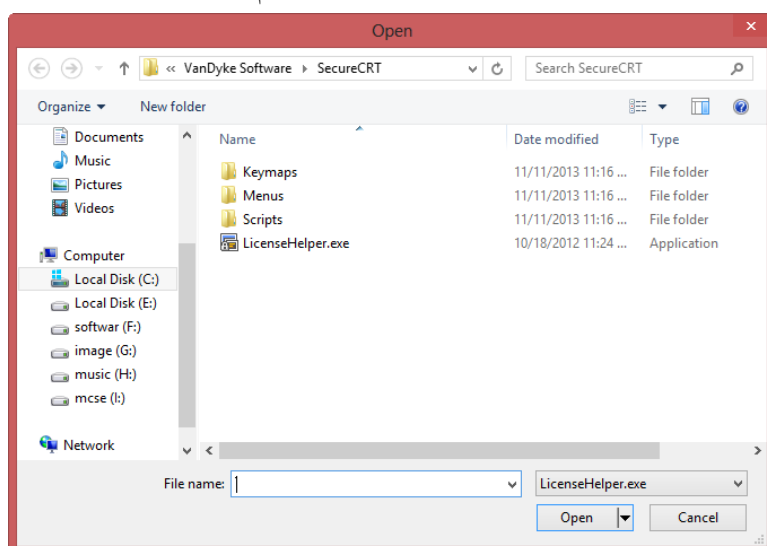 Open
« VanDyke Software SecureCRT
Search SecureCRT
Organize
New folder
Name
Date modified
Type
Documents
Music
Pictures
Videos
Computer
Local Disk (C:)
Local Disk (E:)
softwar (F:)
image (G:)
music (H:)
mcse (I:)
Network
Keymaps 11/11/2013 11:16 ... File folder
Menus 11/11/2013 11:16 ... File folder
Scripts 11/11/2013 11:16 ... File folder
LicenseHelper.exe 10/18/2012 11:24 ... Application
File name:
LicenseHelper.exe
Open
Cancel